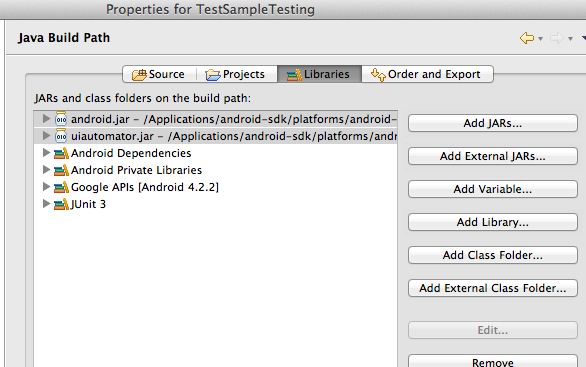 Properties for TestSampleTesting
Java Build Path
Source Projects Libraries Order and Export
JARs and class folders on the build path:
android.jar – /Applications/android-sdk/platforms/android-
uiautomator.jar – /Applications/android-sdk/platforms/andr
Android Dependencies
Android Private Libraries
Google APIs [Android 4.2.2]
JUnit 3
Add JARs...
Add External JARs...
Add Variable...
Add Library...
Add Class Folder...
Add External Class Folder...
Edit...
Remove